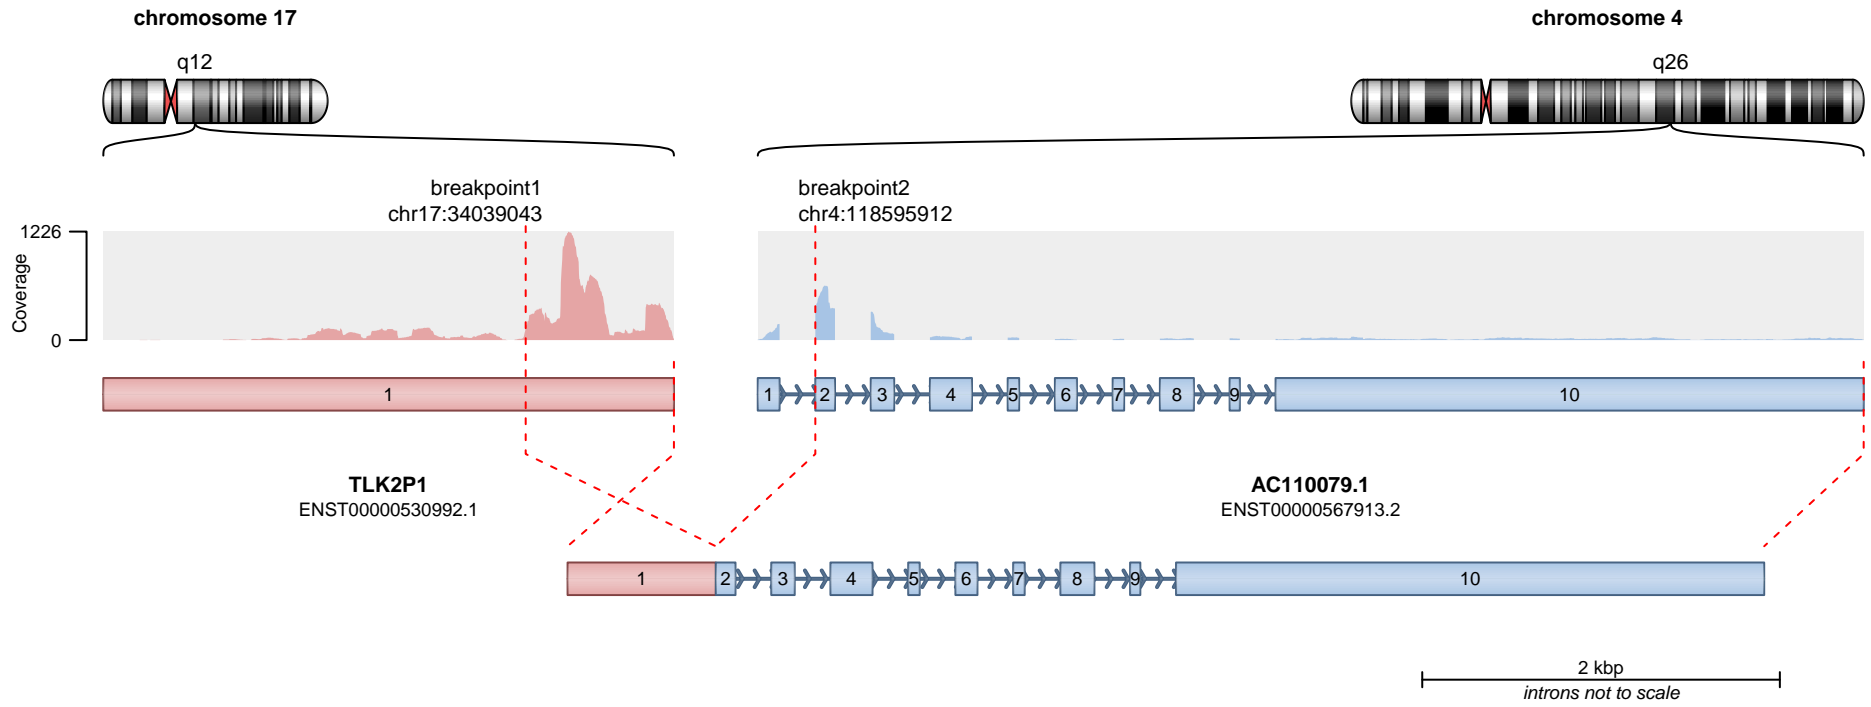 chromosome 17
chromosome 4
q12
q26
breakpoint1
chr17:34039043
breakpoint2
chr4:118595912
1226
Coverage
0
1
1 2 3 4 5 6 7 8 9 10
TLK2P1
ENST00000530992.1
AC110079.1
ENST00000567913.2
1 2 3 4 5 6 7 8 9 10
2 kbp
introns not to scale